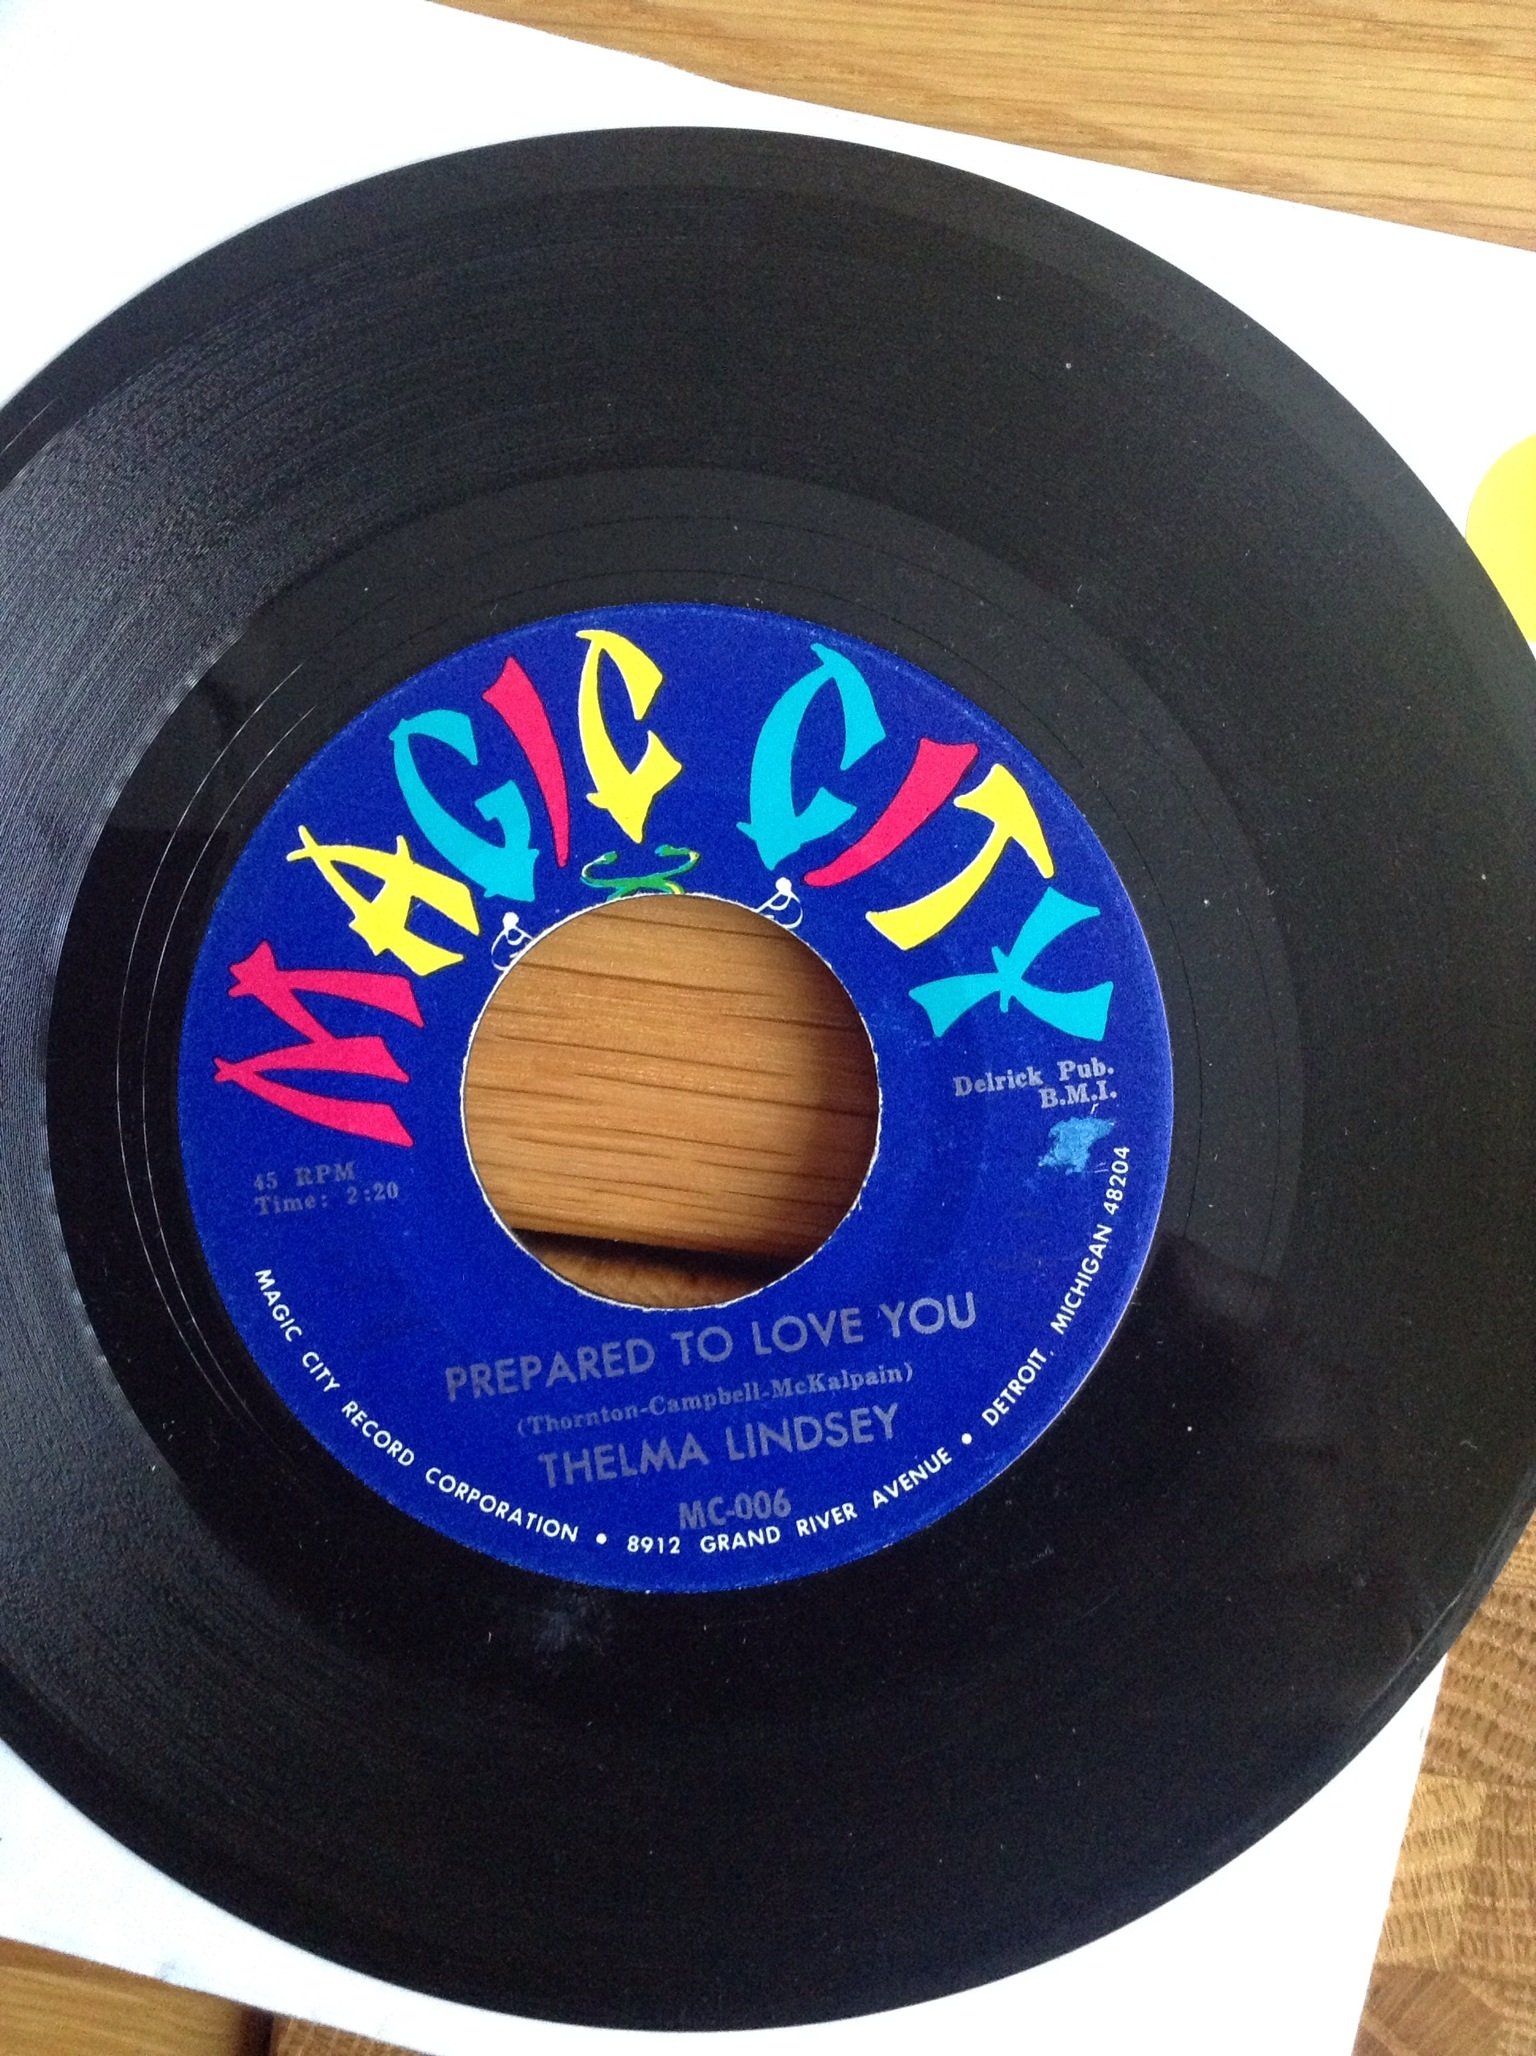 MAGIC CITY
Delrick Pub.
B.M.I.
45 RPM
Time: 2:20
PREPARED TO LOVE YOU
(Thornton-Campbell-McKalpain)
THELMA LINDSEY
MC-006
MAGIC CITY RECORD CORPORATION • 8912 GRAND RIVER AVENUE • DETROIT, MICHIGAN 48204